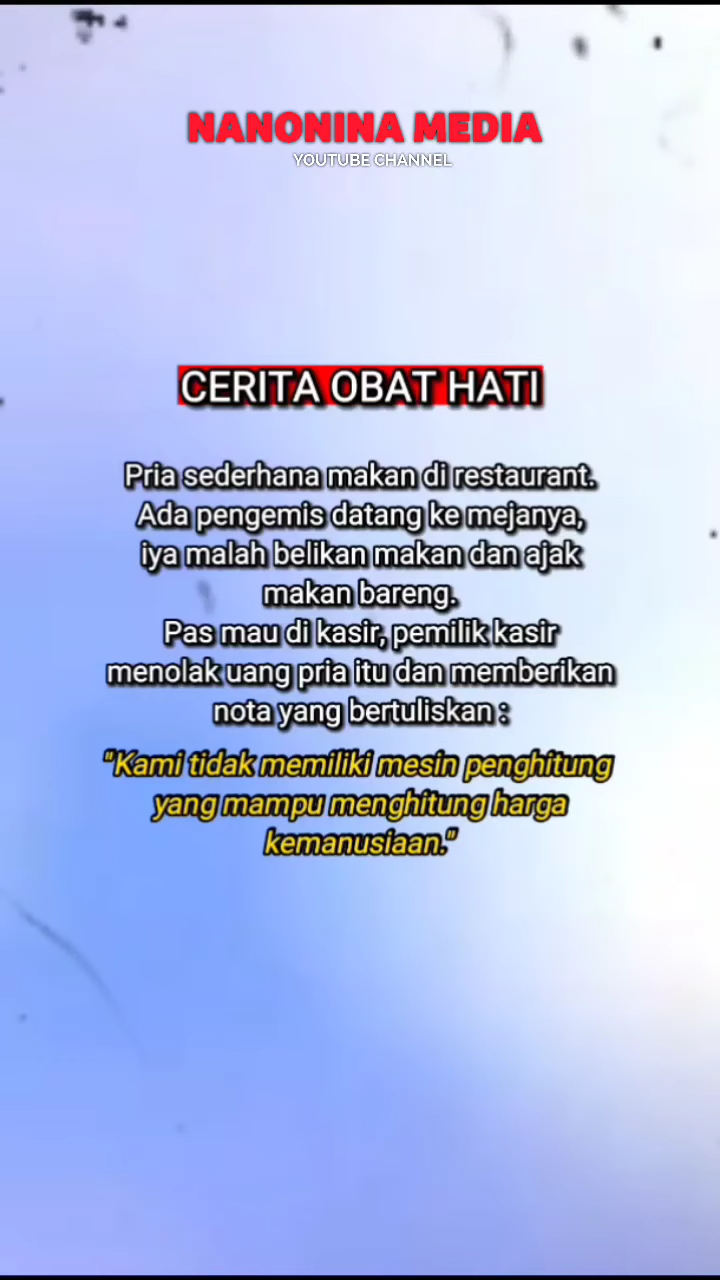 NANONINA MEDIA
YOUTUBE CHANNEL
CERITA OBAT HATI
Pria sederhana makan di restaurant.
Ada pengemis datang ke mejanya,
iya malah belikan makan dan ajak
makan bareng.
Pas mau di kasir, pemilik kasir
menolak uang pria itu dan memberikan
nota yang bertuliskan :
"Kami tidak memiliki mesin penghitung
yang mampu menghitung harga
kemanusiaan."